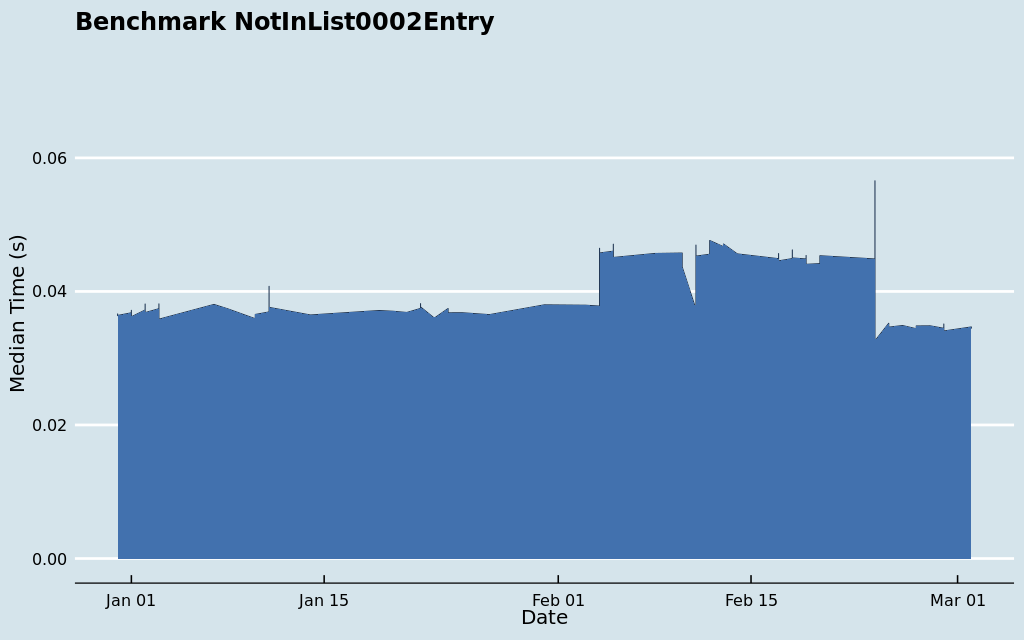 Benchmark NotInList0002Entry
0.06
0.04
0.02
0.00
Median Time (s)
Jan 01
Jan 15
Feb 01
Feb 15
Mar 01
Date